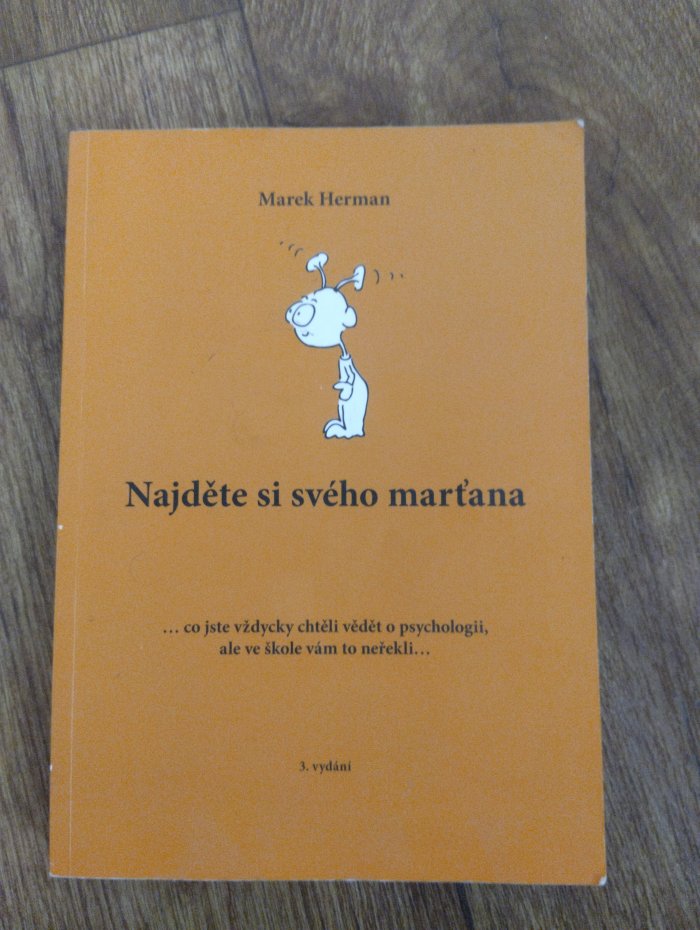 Marek Herman
Najděte si svého marťana
… co jste vždycky chtěli vědět o psychologii,
ale ve škole vám to neřekli…
3. vydání